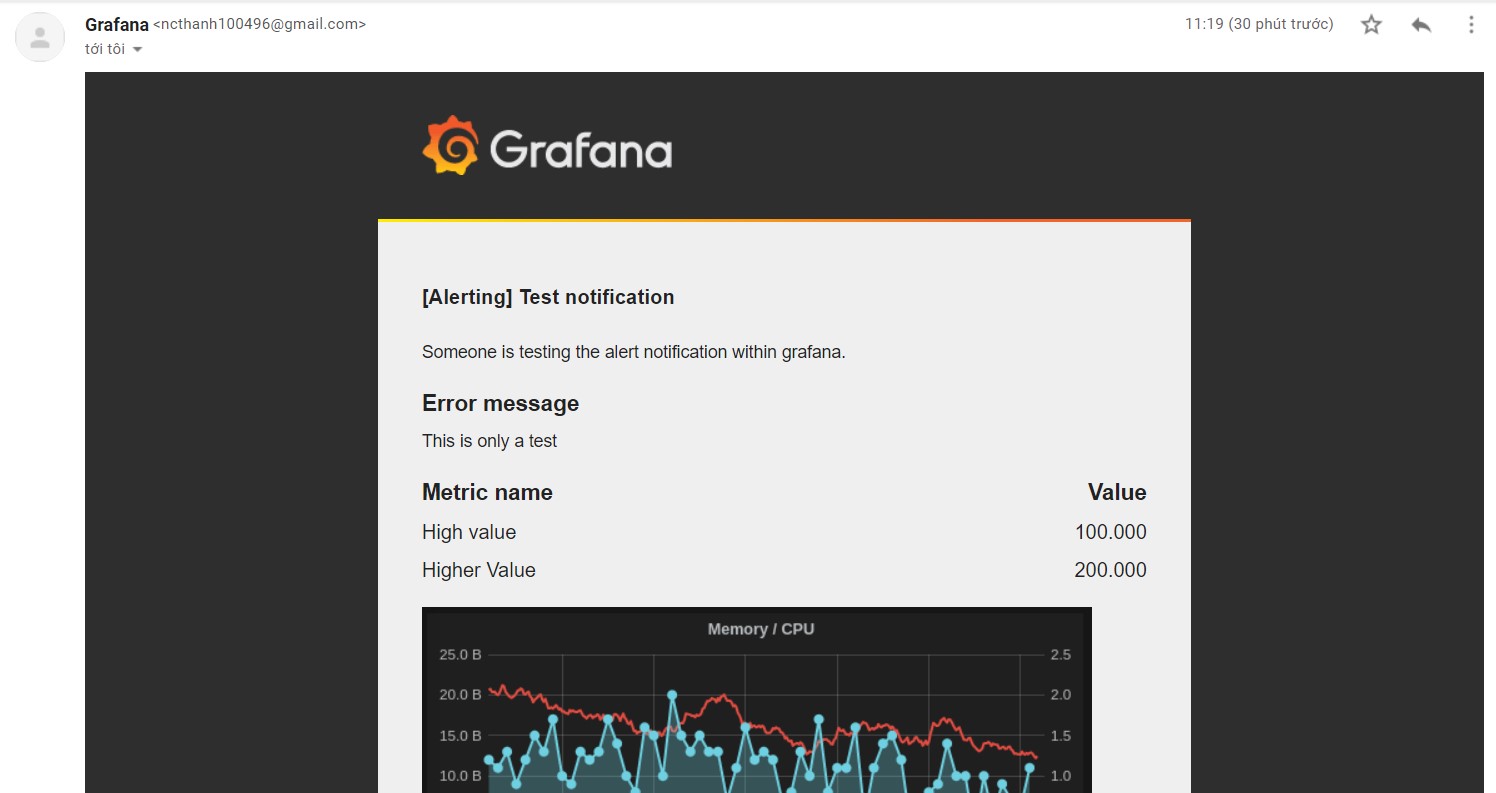 Grafana <ncthanh100496@gmail.com> 11:19 (30 phút trước)
tới tôi
Grafana
[Alerting] Test notification
Someone is testing the alert notification within grafana.
Error message
This is only a test
Metric name Value
High value 100.000
Higher Value 200.000
Memory / CPU
25.0 B 2.5
20.0 B 2.0
15.0 B 1.5
10.0 B 1.0